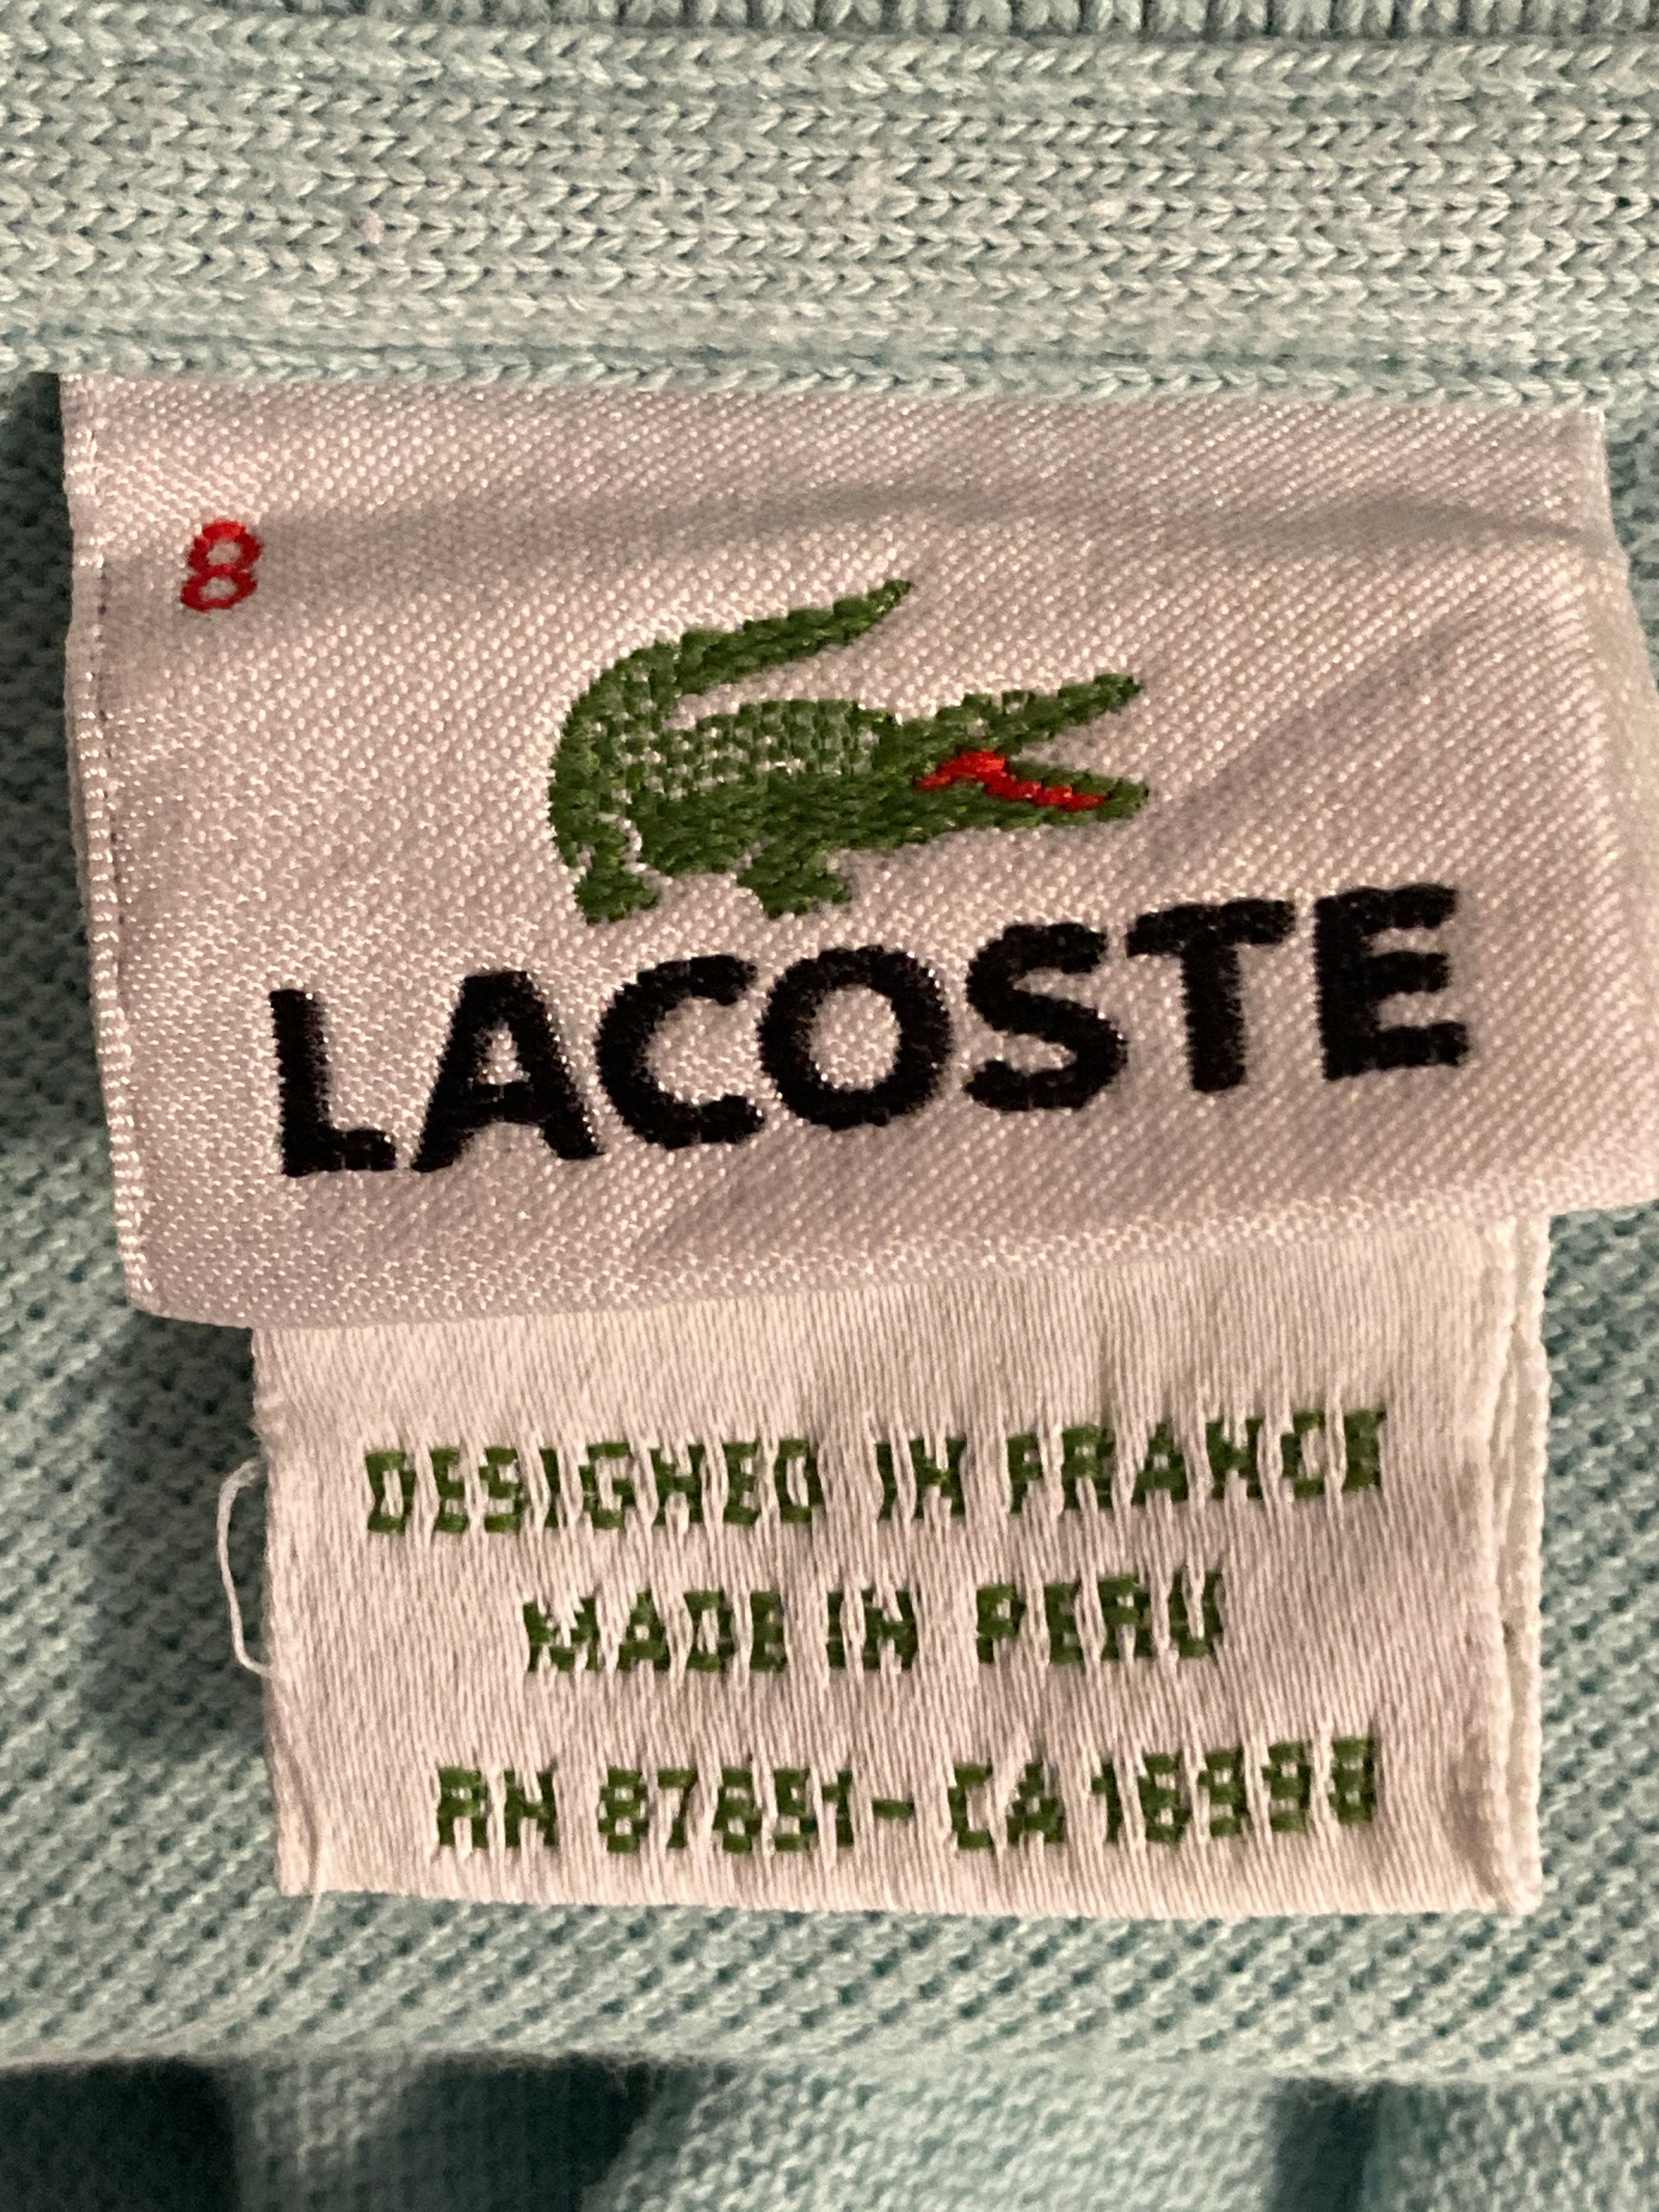 8
LACOSTE
DESIGNED IN FRANCE
MADE IN PERU
RN 87651-CA 16998